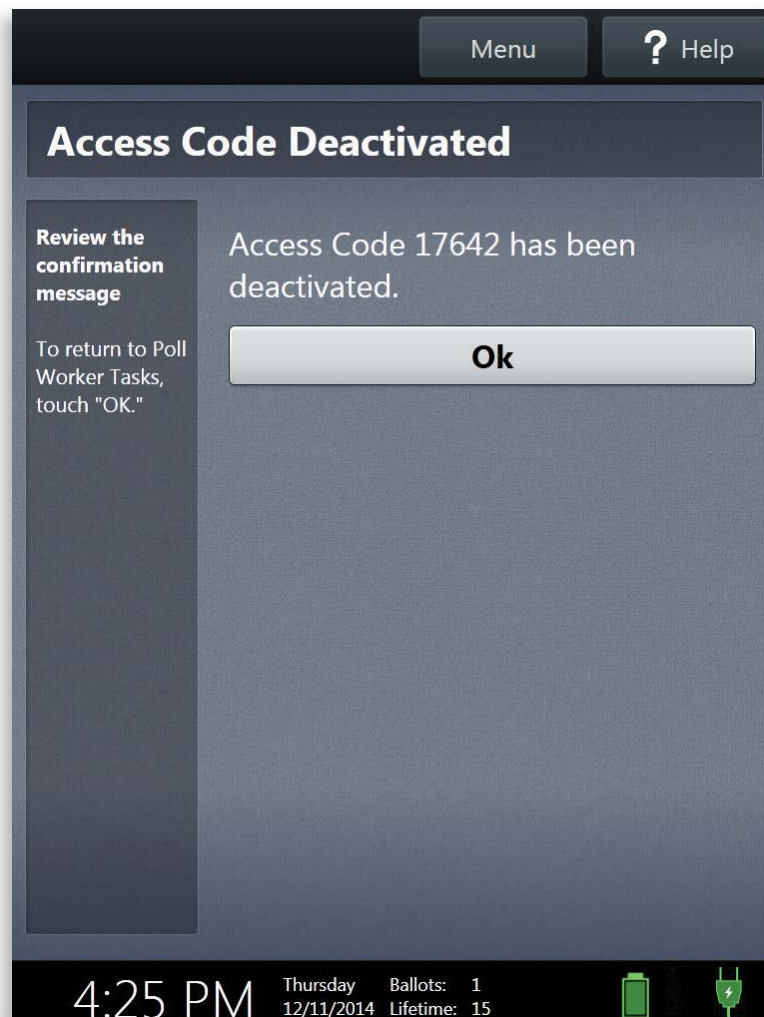 Menu
? Help
Access Code Deactivated
Review the
confirmation
message
To return to Poll
Worker Tasks,
touch "OK."
Access Code 17642 has been
deactivated.
Ok
4:25 PM
Thursday Ballots: 1
12/11/2014 Lifetime: 15